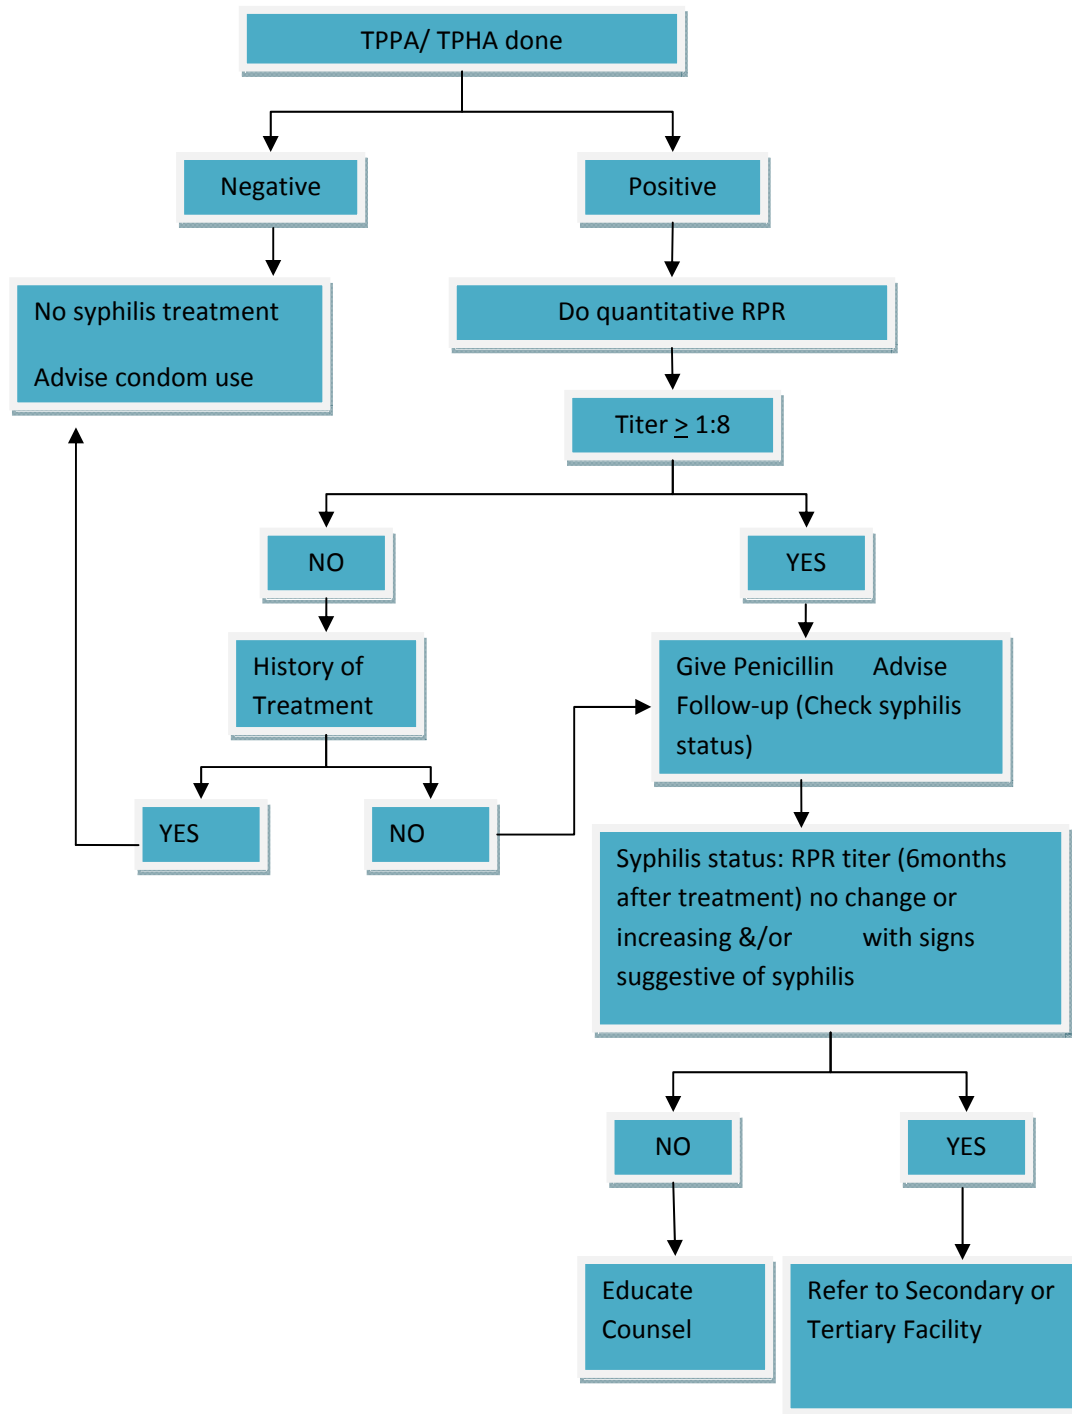 TPPA/ TPHA done
Negative
Positive
No syphilis treatment
Advise condom use
Do quantitative RPR
Titer ≥ 1:8
NO
YES
History of
Treatment
Give Penicillin Advise
Follow-up (Check syphilis
status)
YES
NO
Syphilis status: RPR titer (6months
after treatment) no change or
increasing &/or with signs
suggestive of syphilis
NO
YES
Educate
Counsel
Refer to Secondary or
Tertiary Facility